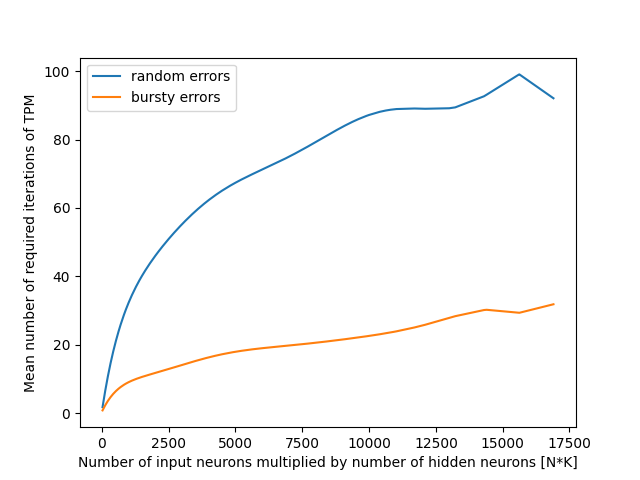 random errors
bursty errors
Mean number of required iterations of TPM
100
80
60
40
20
0
0 2500 5000 7500 10000 12500 15000 17500
Number of input neurons multiplied by number of hidden neurons [N*K]